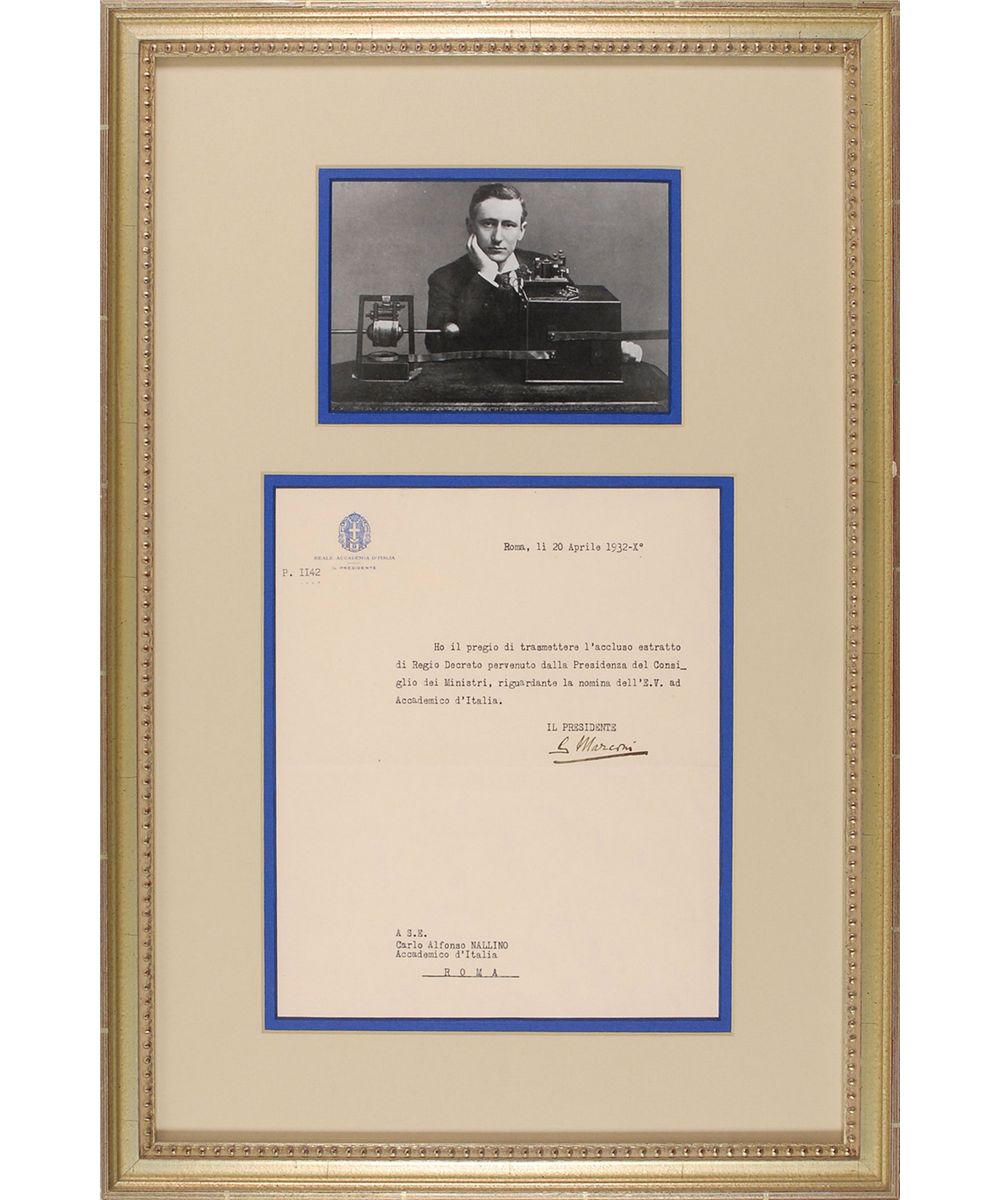 REALE ACCADEMIA D'ITALIA
IL PRESIDENTE
P. II42
Roma, li 20 Aprile 1932-X°
Ho il pregio di trasmettere l'accluso estratto
di Regio Decreto pervenuto dalla Presidenza del Consi_
glio dei Ministri, riguardante la nomina dell'E.V. ad
Accademico d'Italia.
IL PRESIDENTE
G Marconi
A S.E.
Carlo Alfonso NALLINO
Accademico d'Italia
R O M A